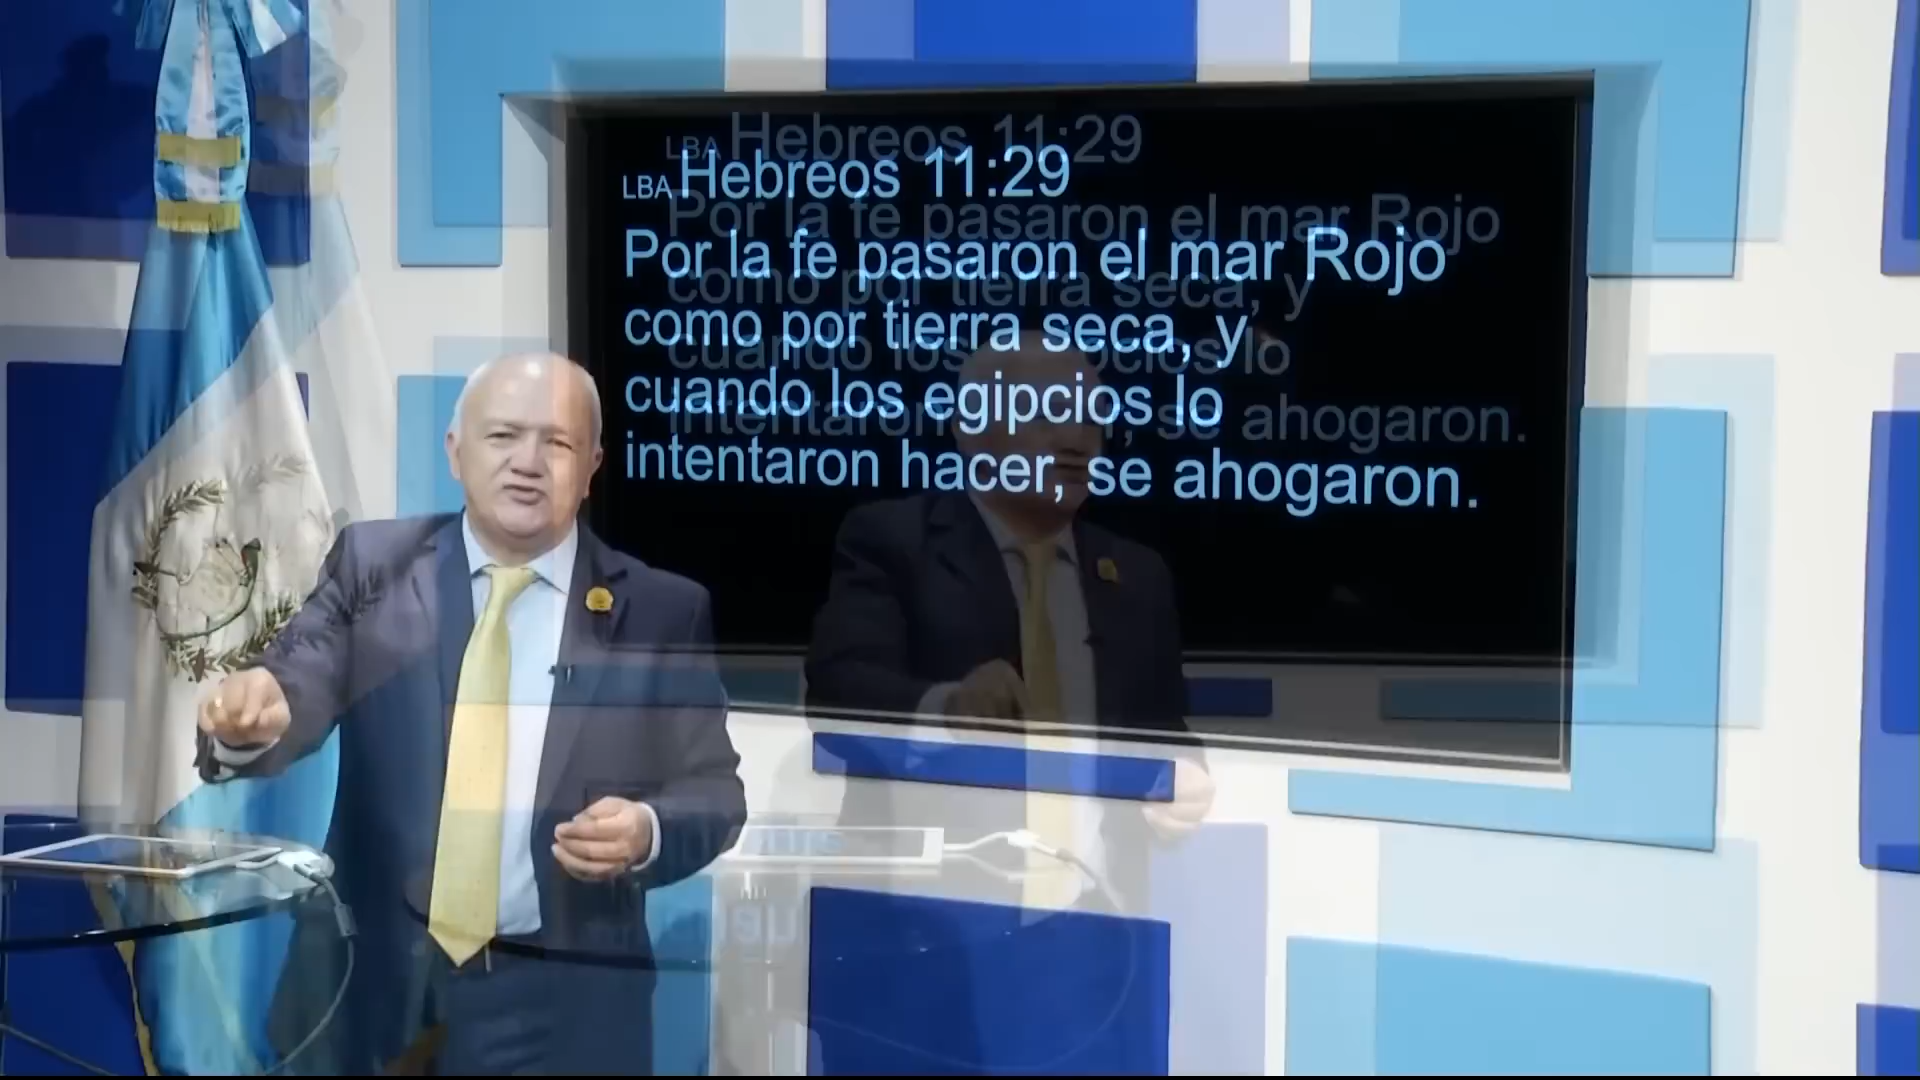 LBA Hebreos 11:29
Por la fe pasaron el mar Rojo
como por tierra seca, y
cuando los egipcios lo
intentaron hacer, se ahogaron.